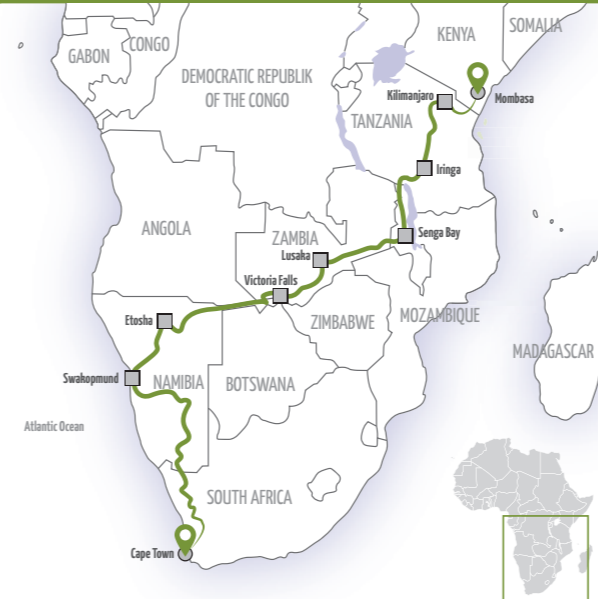 SOMALIA
KENYA
CONGO
GABON
DEMOCRATIC REPUBLIK
OF THE CONGO
Kilimanjaro
Mombasa
TANZANIA
Iringa
ANGOLA
Senga Bay
ZAMBIA
Lusaka
Victoria Falls
Etosha
ZIMBABWE
MOZAMBIQUE
MADAGASCAR
Swakopmund
NAMIBIA
BOTSWANA
Atlantic Ocean
SOUTH AFRICA
Cape Town